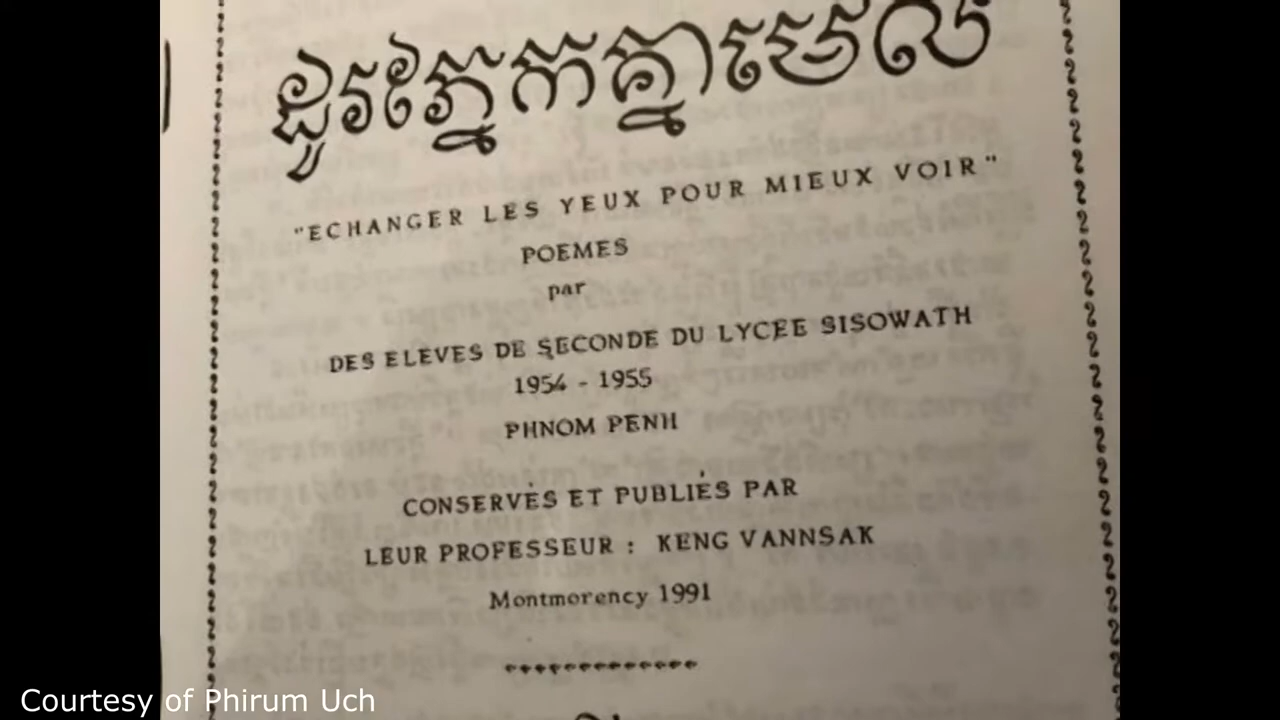 ដូរភ្នែកគ្នាមើល
"ECHANGER LES YEUX POUR MIEUX VOIR"
POEMES
par
DES ELEVES DE SECONDE DU LYCEE SISOWATH
1954 - 1955
PHNOM PENH
CONSERVÉS ET PUBLIÉS PAR
LEUR PROFESSEUR : KENG VANNSAK
Montmorency 1991
Courtesy of Phirum Uch